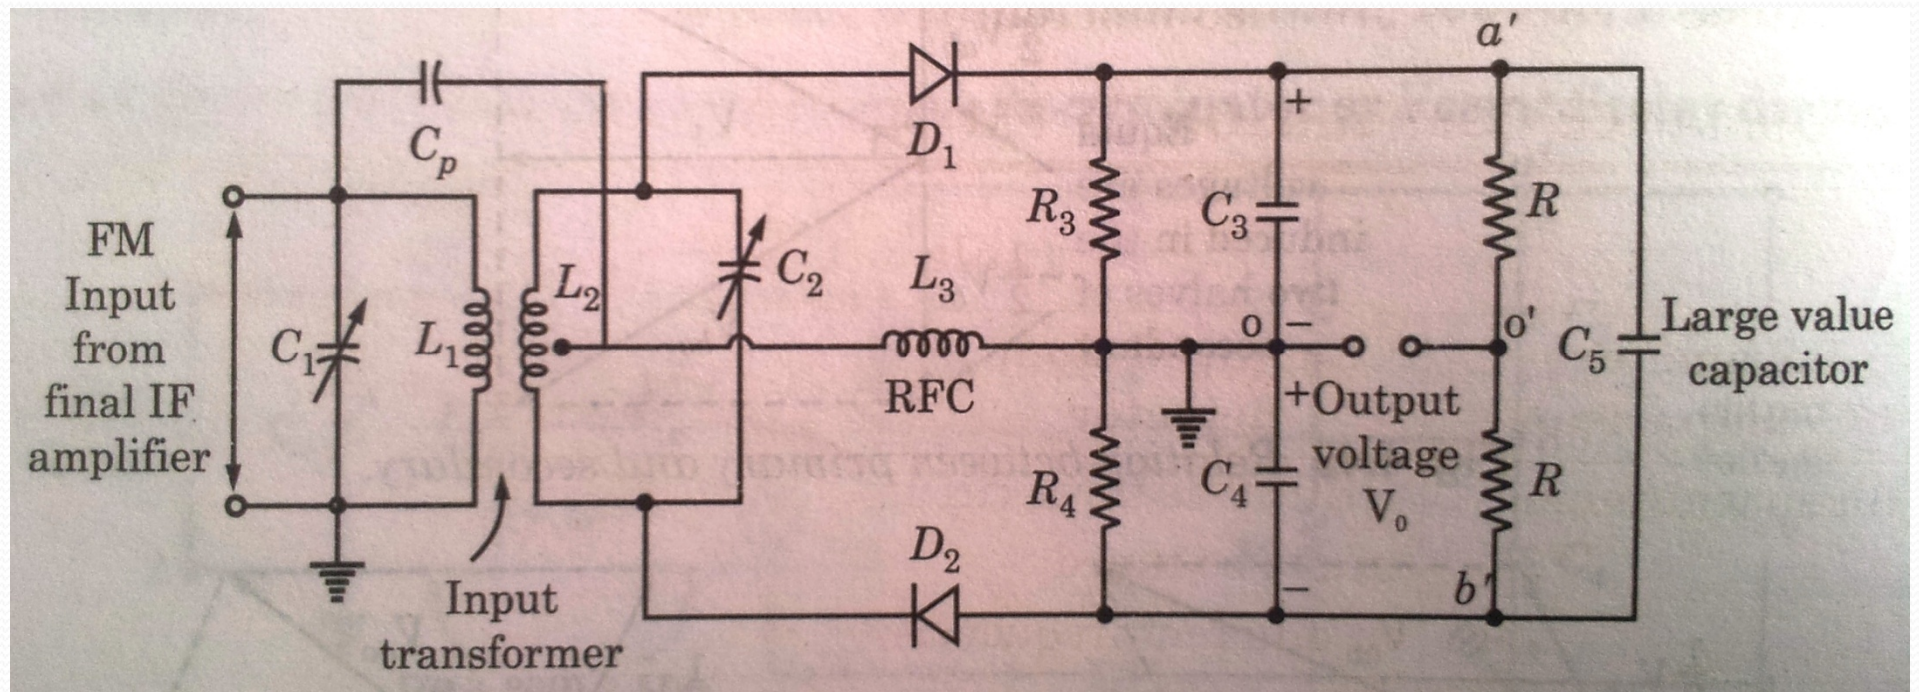 a'
C_p
D_1
FM
Input
from
final IF
amplifier
C_1
L_1
L_2
C_2
L_3
RFC
R_3
C_3
+
−
o
R
o'
C_5
Large value
capacitor
+Output
voltage
V_o
R_4
C_4
−
R
b'
D_2
Input
transformer